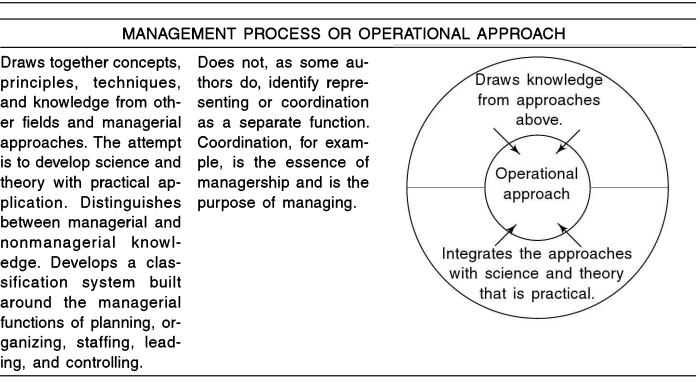 MANAGEMENT PROCESS OR OPERATIONAL APPROACH
Draws together concepts,
principles, techniques,
and knowledge from oth-
er fields and managerial
approaches. The attempt
is to develop science and
theory with practical ap-
plication. Distinguishes
between managerial and
nonmanagerial knowl-
edge. Develops a clas-
sification system built
around the managerial
functions of planning, or-
ganizing, staffing, lead-
ing, and controlling.
Does not, as some au-
thors do, identify repre-
senting or coordination
as a separate function.
Coordination, for exam-
ple, is the essence of
managership and is the
purpose of managing.
Draws knowledge
from approaches
above.
Operational
approach
Integrates the approaches
with science and theory
that is practical.